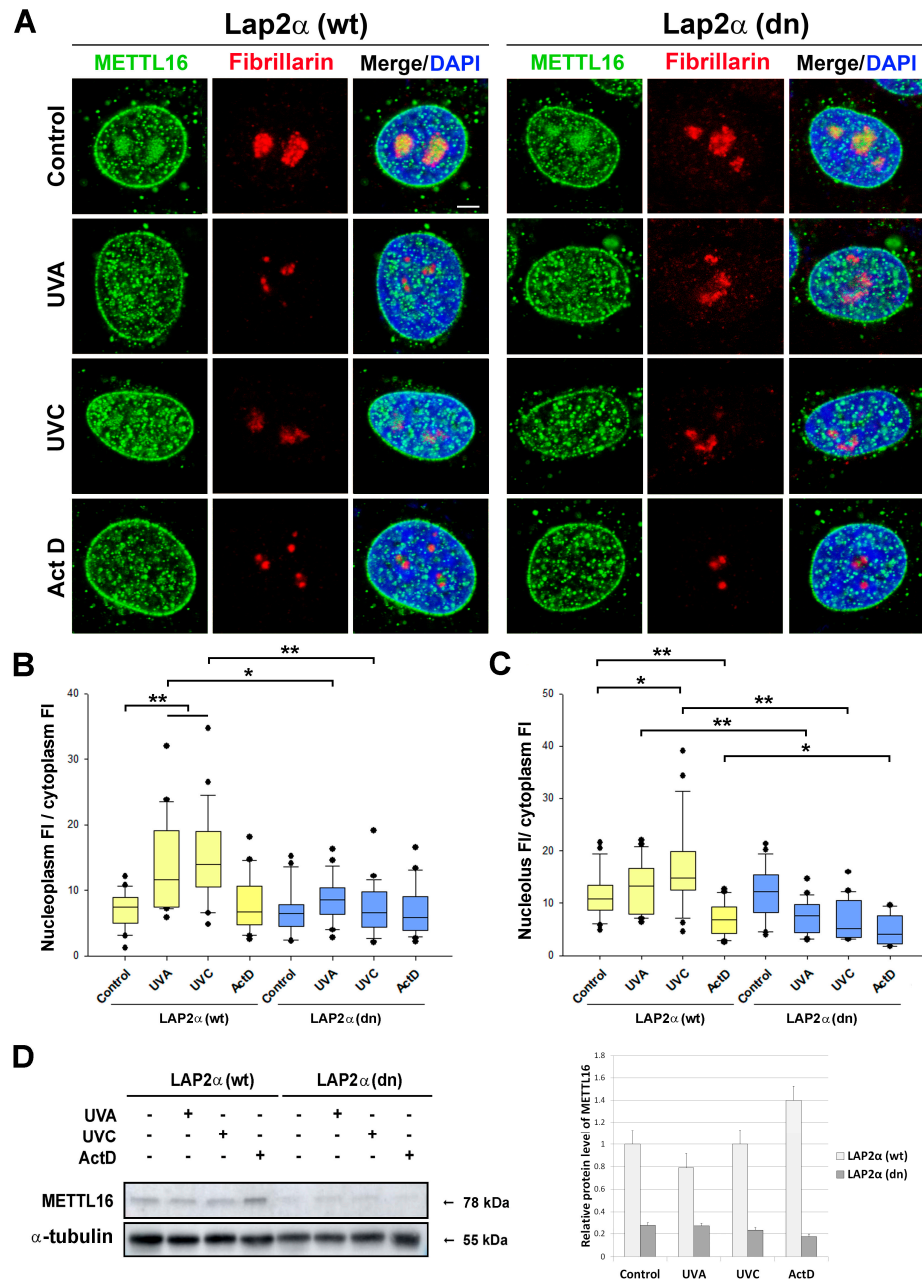 A
Lap2α (wt)
Lap2α (dn)
METTL16 Fibrillarin Merge/DAPI METTL16 Fibrillarin Merge/DAPI
Control
UVA
UVC
Act D
B
Nucleoplasm FI / cytoplasm FI
** * **
40
30
20
10
0
Control UVA UVC ActD Control UVA UVC ActD
LAP2α (wt) LAP2α (dn)
C
Nucleolus FI/ cytoplasm FI
**
*
**
**
*
50
40
30
20
10
0
Control UVA UVC ActD Control UVA UVC ActD
LAP2α (wt) LAP2α (dn)
D
LAP2α (wt) LAP2α (dn)
UVA - + - - - + - -
UVC - - + - - - + -
ActD - - - + - - - +
METTL16 ← 78 kDa
α-tubulin ← 55 kDa
Relative protein level of METTL16
1.8
1.6
1.4
1.2
1
0.8
0.6
0.4
0.2
0
Control UVA UVC ActD
LAP2α (wt)
LAP2α (dn)